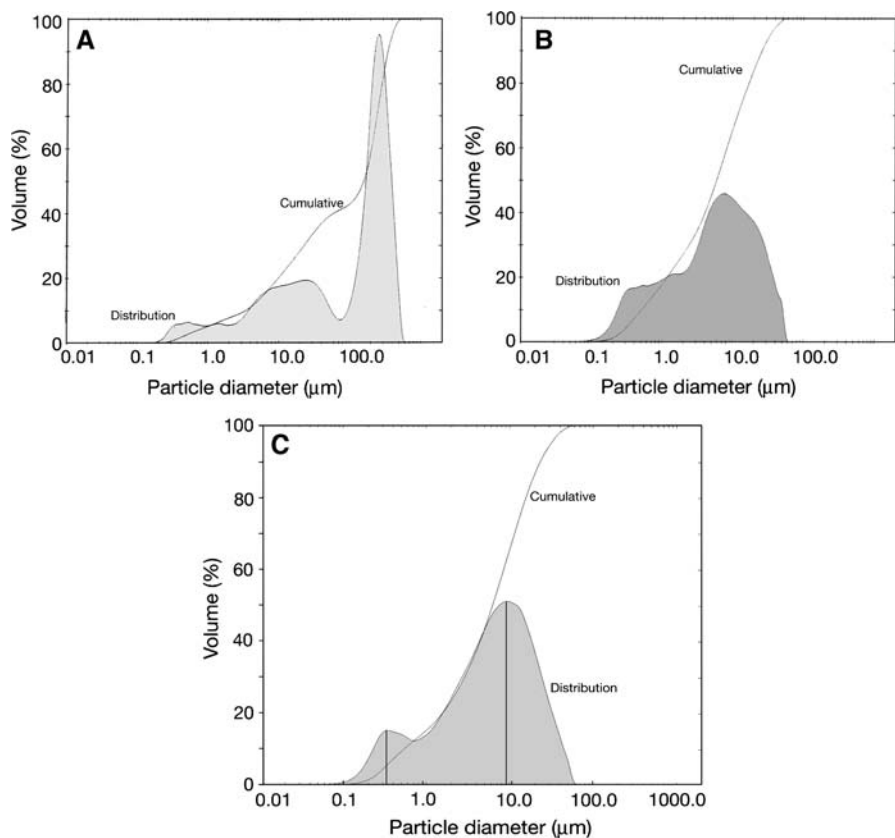 A
100
80
60
40
20
0
Volume (%)
Cumulative
Distribution
0.01 0.1 1.0 10.0 100.0
Particle diameter (μm)
B
100
80
60
40
20
0
Volume (%)
Cumulative
Distribution
0.01 0.1 1.0 10.0 100.0
Particle diameter (μm)
C
100
80
60
40
20
0
Volume (%)
Cumulative
Distribution
0.01 0.1 1.0 10.0 100.0 1000.0
Particle diameter (μm)